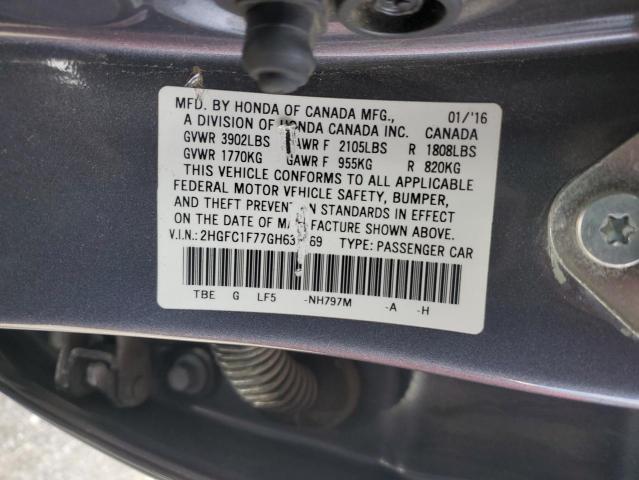 MFD. BY HONDA OF CANADA MFG., 01/'16
A DIVISION OF HONDA CANADA INC. CANADA
GVWR 3902LBS GAWR F 2105LBS R 1808LBS
GVWR 1770KG GAWR F 955KG R 820KG
THIS VEHICLE CONFORMS TO ALL APPLICABLE
FEDERAL MOTOR VEHICLE SAFETY, BUMPER,
AND THEFT PREVENTION STANDARDS IN EFFECT
ON THE DATE OF MANUFACTURE SHOWN ABOVE.
V.I.N.: TYPE: PASSENGER CAR
TBE G LF5 -NH797M -A -H